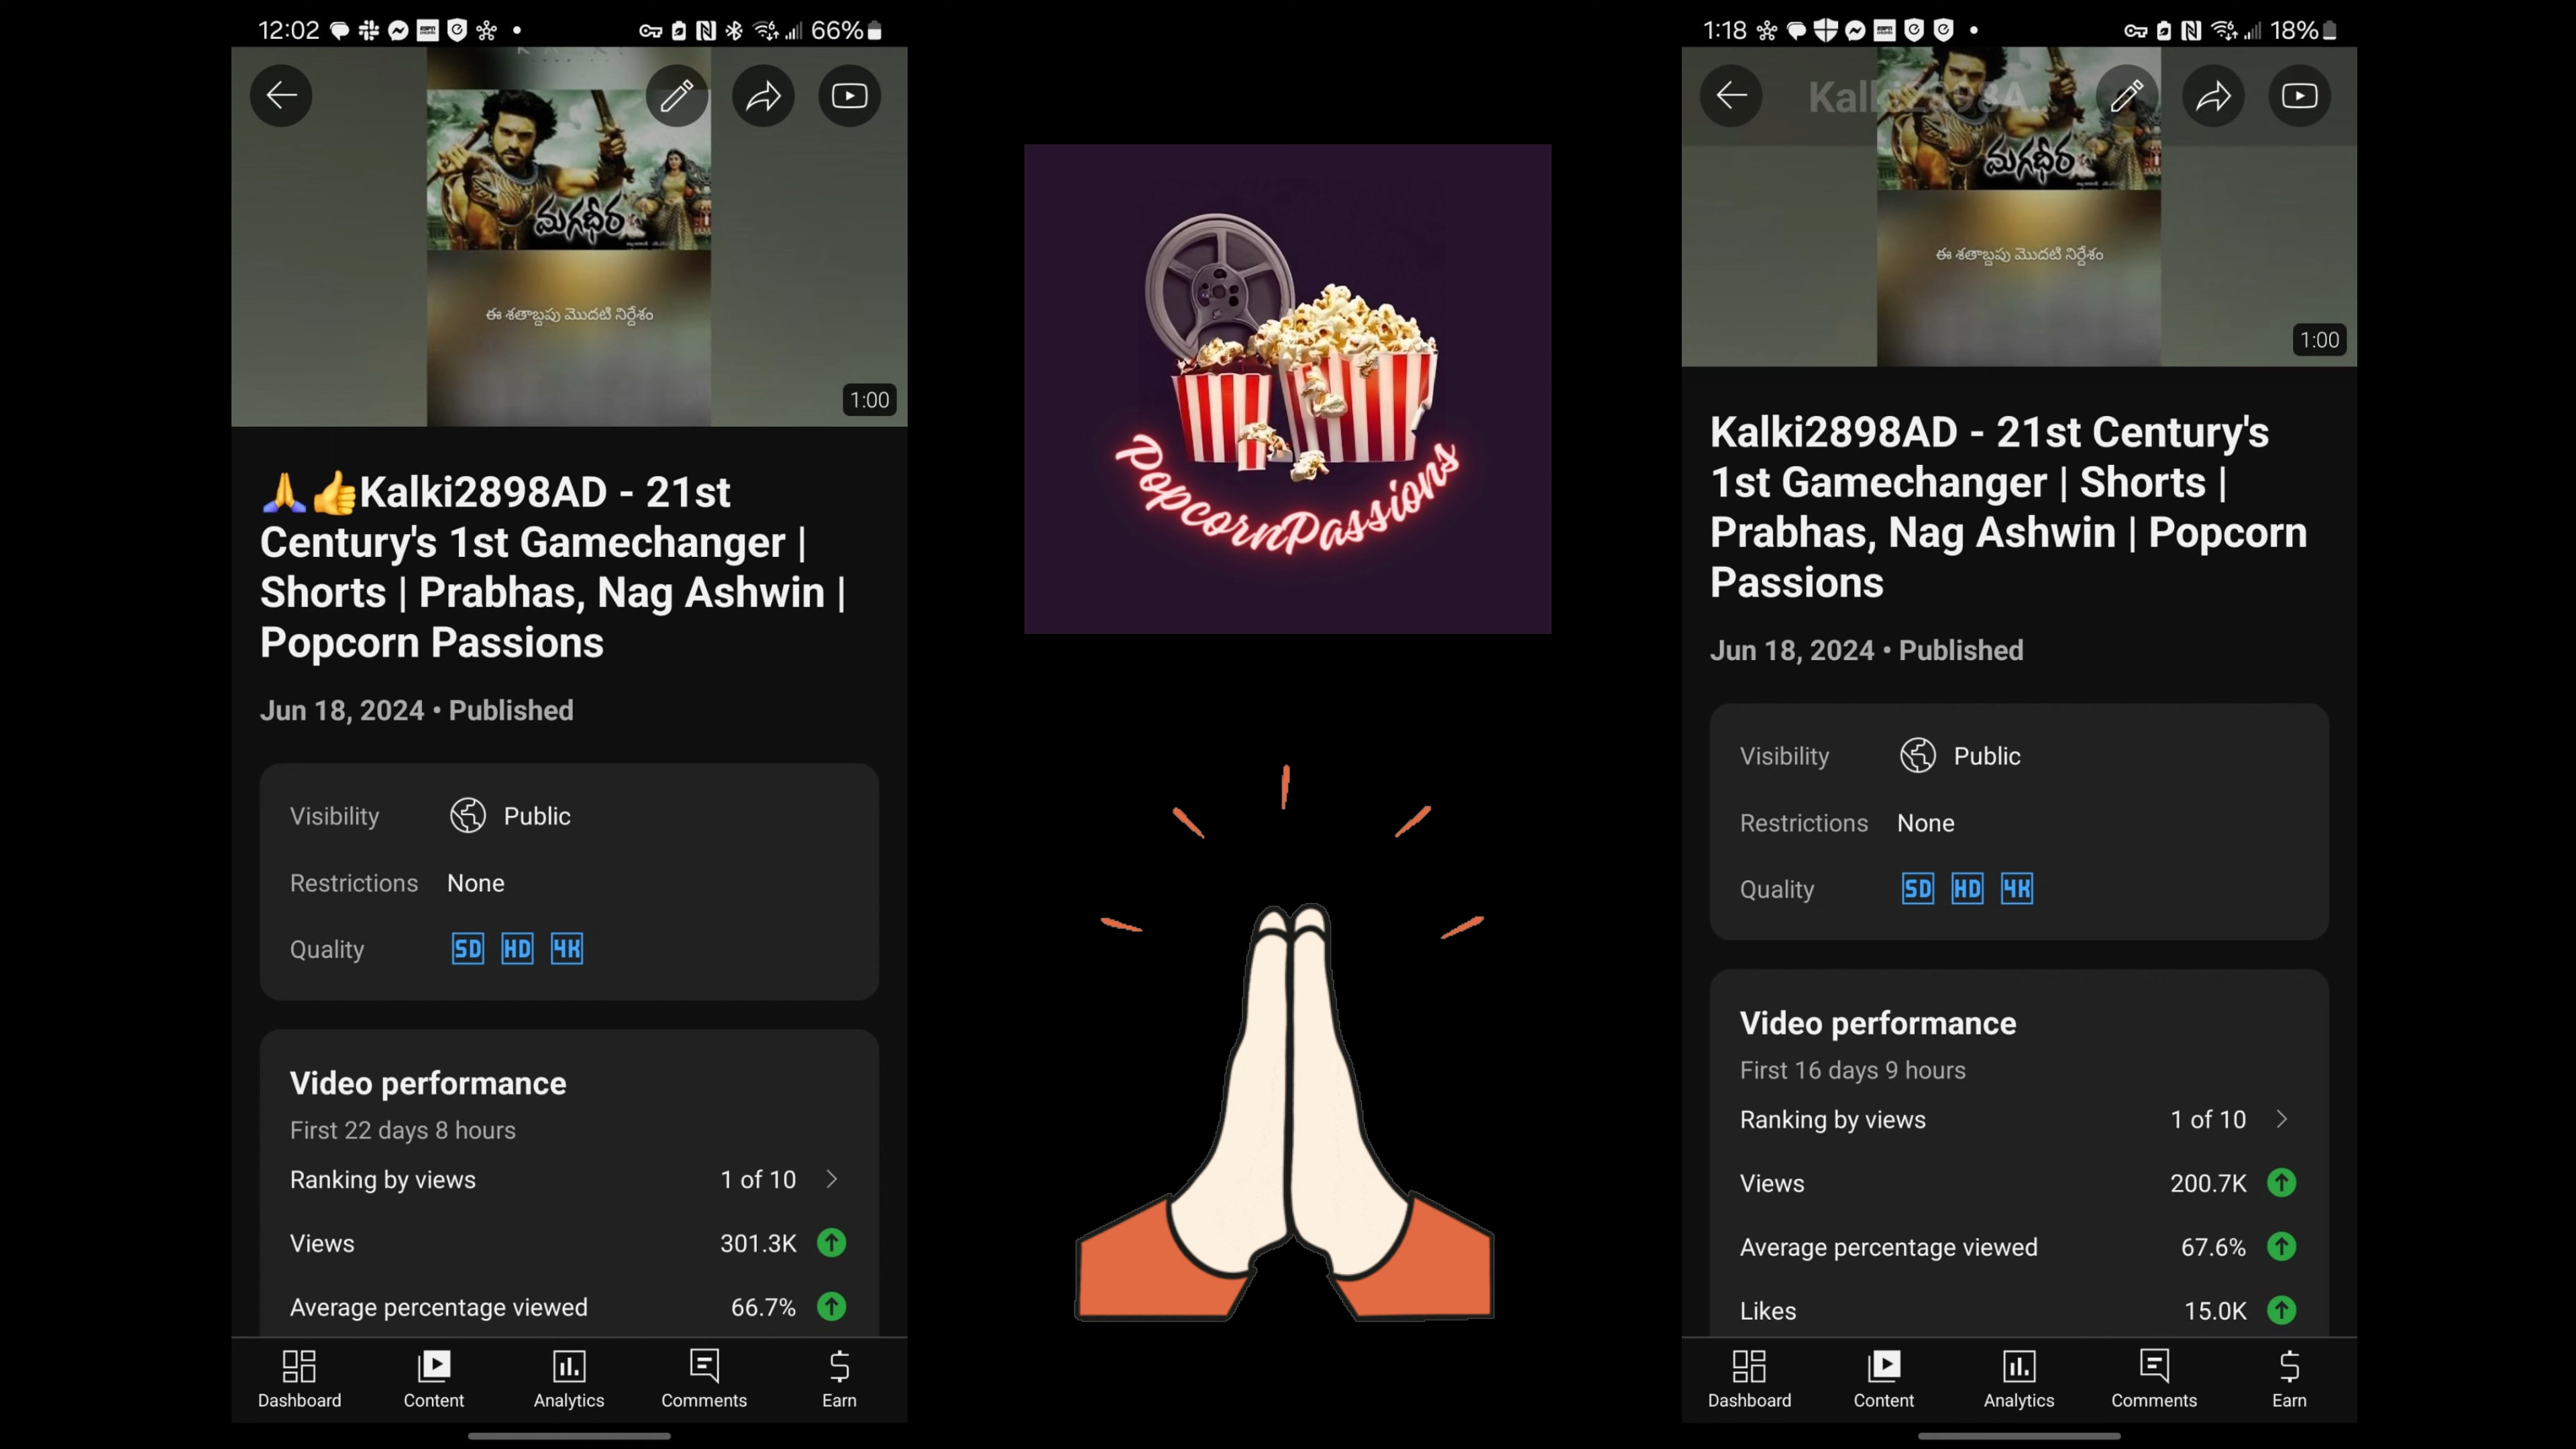 12:02
66%
మగధీర
ఈ శతాబ్దపు మొదటి నిర్దేశం
1:00
🙏👍Kalki2898AD - 21st
Century's 1st Gamechanger |
Shorts | Prabhas, Nag Ashwin |
Popcorn Passions
Jun 18, 2024 • Published
Visibility Public
Restrictions None
Quality SD HD 4K
Video performance
First 22 days 8 hours
Ranking by views 1 of 10
Views 301.3K
Average percentage viewed 66.7%
Dashboard Content Analytics Comments Earn
PopcornPassions
1:18
18%
మగధీర
ఈ శతాబ్దపు మొదటి నిర్దేశం
1:00
Kalki2898AD - 21st Century's
1st Gamechanger | Shorts |
Prabhas, Nag Ashwin | Popcorn
Passions
Jun 18, 2024 • Published
Visibility Public
Restrictions None
Quality SD HD 4K
Video performance
First 16 days 9 hours
Ranking by views 1 of 10
Views 200.7K
Average percentage viewed 67.6%
Likes 15.0K
Dashboard Content Analytics Comments Earn